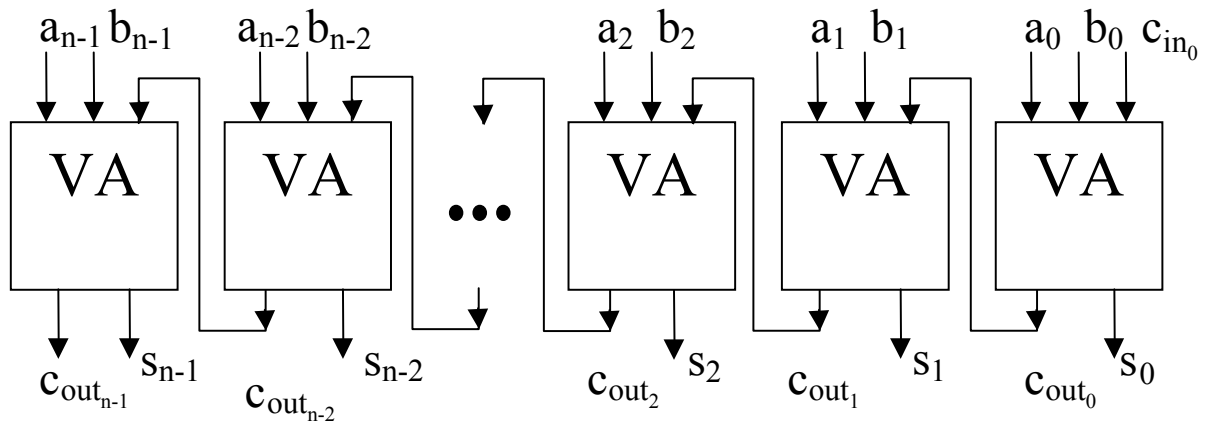 a_{n-1} b_{n-1} a_{n-2} b_{n-2} a_2 b_2 a_1 b_1 a_0 b_0 c_{in_0}
VA VA ••• VA VA VA
s_{n-1} s_{n-2} s_2 s_1 s_0
c_{out_{n-1}} c_{out_{n-2}} c_{out_2} c_{out_1} c_{out_0}